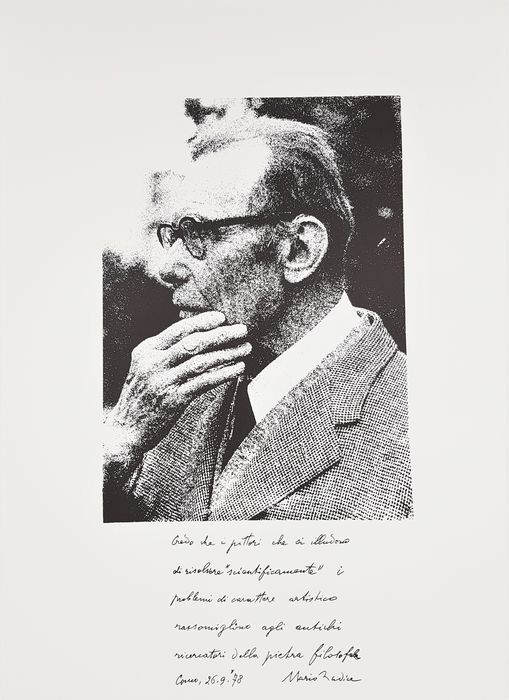 Credo che i pittori che si illudono
di risolvere "scientificamente" i
problemi di carattere artistico
rassomigliano agli antichi
ricercatori della pietra filosofale
Como, 26.9.'78 Mario Radice